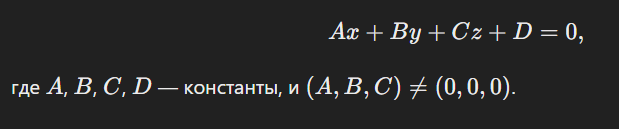 Ax + By + Cz + D = 0,
где A, B, C, D — константы, и (A, B, C) ≠ (0, 0, 0).